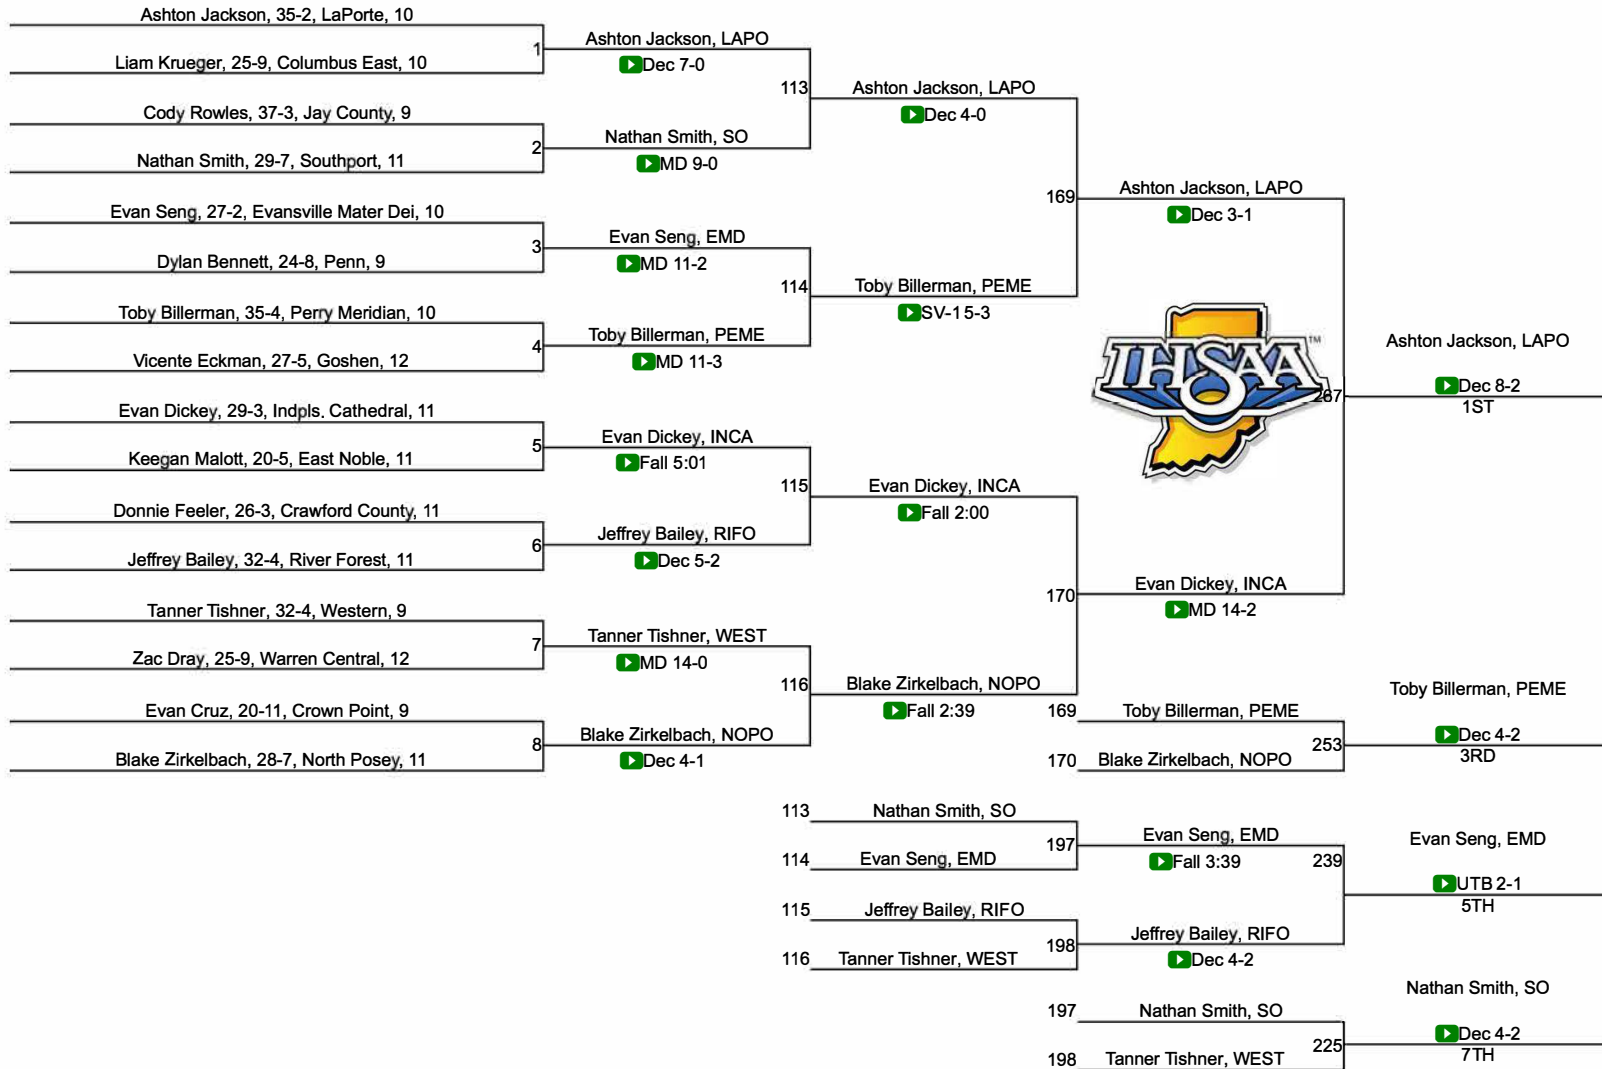 Ashton Jackson, 35-2, LaPorte, 10
1
Liam Krueger, 25-9, Columbus East, 10
Ashton Jackson, LAPO
Dec 7-0
Cody Rowles, 37-3, Jay County, 9
2
Nathan Smith, 29-7, Southport, 11
Nathan Smith, SO
MD 9-0
113
Ashton Jackson, LAPO
Dec 4-0
Evan Seng, 27-2, Evansville Mater Dei, 10
3
Dylan Bennett, 24-8, Penn, 9
Evan Seng, EMD
MD 11-2
Toby Billerman, 35-4, Perry Meridian, 10
4
Vicente Eckman, 27-5, Goshen, 12
Toby Billerman, PEME
MD 11-3
114
Toby Billerman, PEME
SV-1 5-3
169
Ashton Jackson, LAPO
Dec 3-1
Evan Dickey, 29-3, Indpls. Cathedral, 11
5
Keegan Malott, 20-5, East Noble, 11
Evan Dickey, INCA
Fall 5:01
Donnie Feeler, 26-3, Crawford County, 11
6
Jeffrey Bailey, 32-4, River Forest, 11
Jeffrey Bailey, RIFO
Dec 5-2
115
Evan Dickey, INCA
Fall 2:00
Tanner Tishner, 32-4, Western, 9
7
Zac Dray, 25-9, Warren Central, 12
Tanner Tishner, WEST
MD 14-0
Evan Cruz, 20-11, Crown Point, 9
8
Blake Zirkelbach, 28-7, North Posey, 11
Blake Zirkelbach, NOPO
Dec 4-1
116
Blake Zirkelbach, NOPO
Fall 2:39
170
Evan Dickey, INCA
MD 14-2
IHSAA™
267
Ashton Jackson, LAPO
Dec 8-2
1ST
169 Toby Billerman, PEME
253
170 Blake Zirkelbach, NOPO
Toby Billerman, PEME
Dec 4-2
3RD
113 Nathan Smith, SO
197
114 Evan Seng, EMD
Evan Seng, EMD
Fall 3:39
115 Jeffrey Bailey, RIFO
198
116 Tanner Tishner, WEST
Jeffrey Bailey, RIFO
Dec 4-2
239
Evan Seng, EMD
UTB 2-1
5TH
197 Nathan Smith, SO
225
198 Tanner Tishner, WEST
Nathan Smith, SO
Dec 4-2
7TH